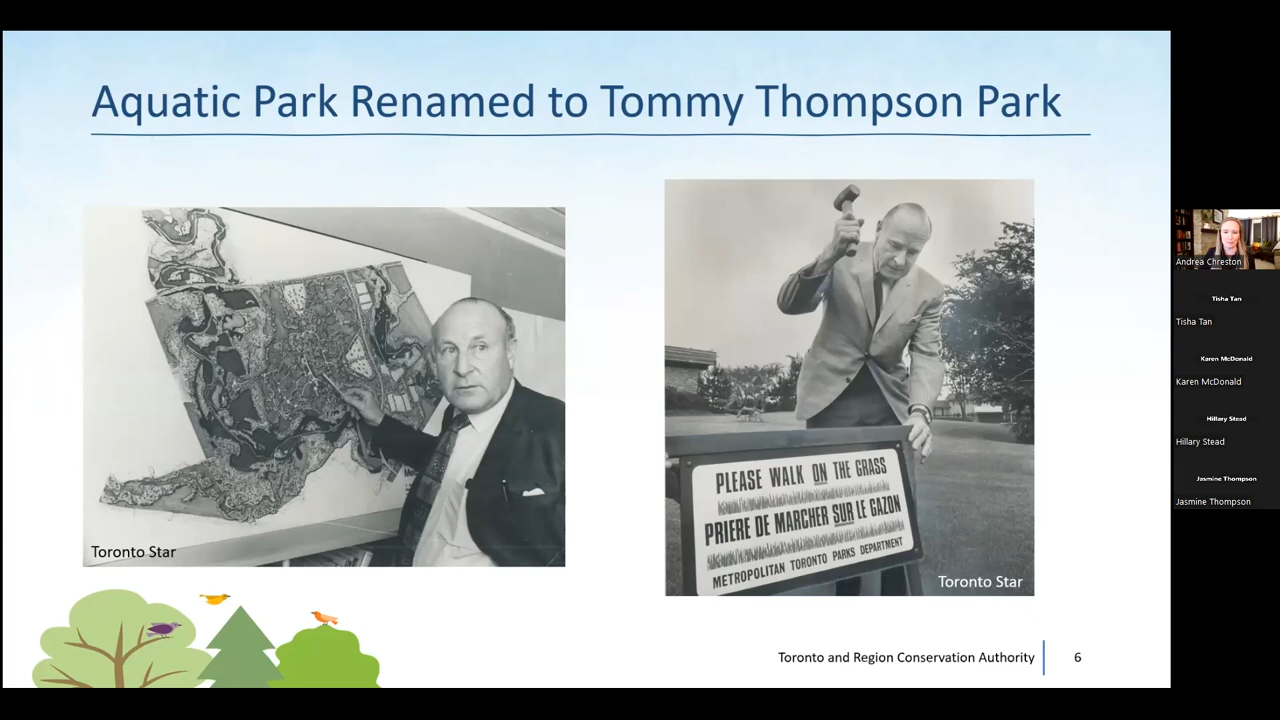 Aquatic Park Renamed to Tommy Thompson Park
Toronto Star
PLEASE WALK ON THE GRASS
PRIERE DE MARCHER SUR LE GAZON
METROPOLITAN TORONTO PARKS DEPARTMENT
Toronto Star
Toronto and Region Conservation Authority
6
Andrea Chreston
Tisha Tan
Tisha Tan
Karen McDonald
Karen McDonald
Hillary Stead
Hillary Stead
Jasmine Thompson
Jasmine Thompson